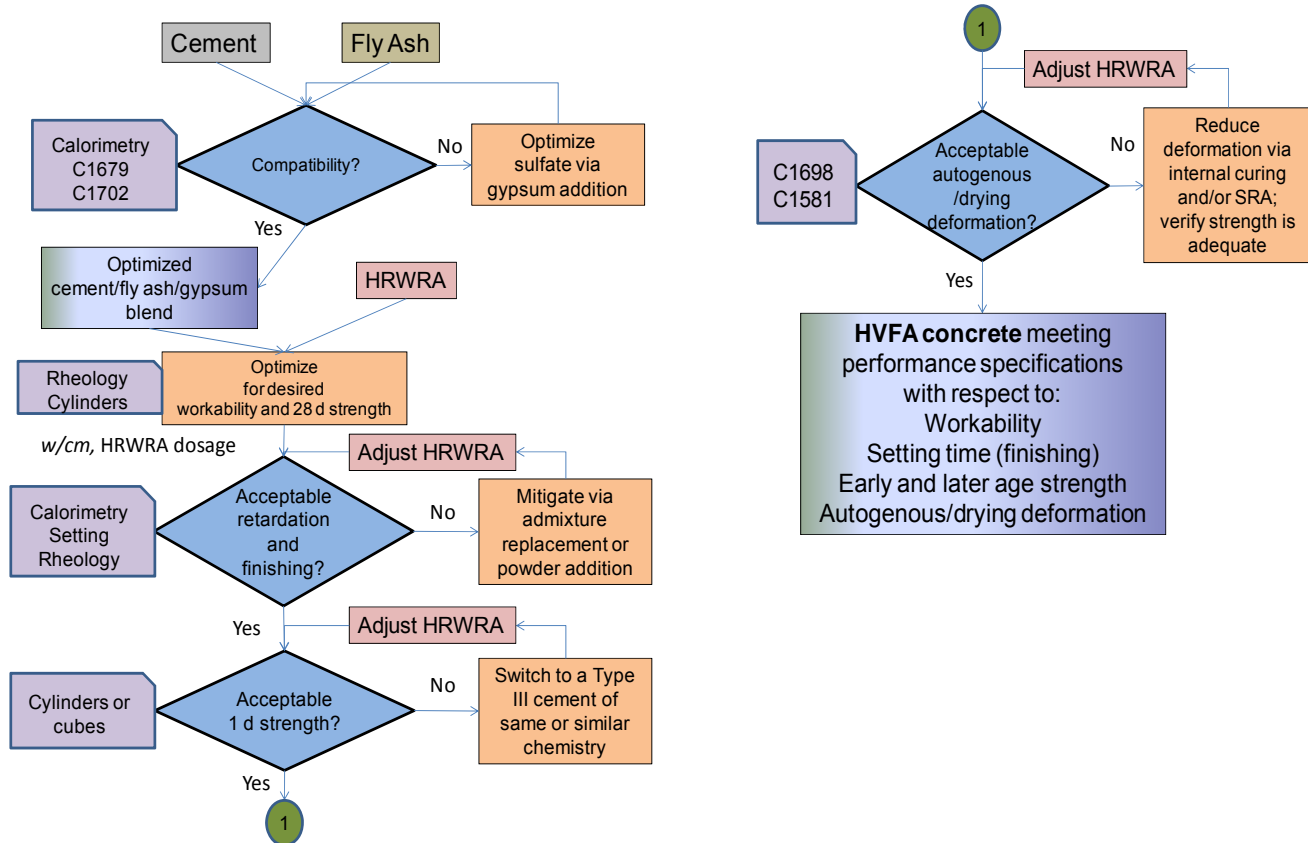 Cement
Fly Ash
Calorimetry
C1679
C1702
Compatibility?
No
Optimize
sulfate via
gypsum addition
Yes
Optimized
cement/fly ash/gypsum
blend
HRWRA
Rheology
Cylinders
Optimize
for desired
workability and 28 d strength
w/cm, HRWRA dosage
Adjust HRWRA
Calorimetry
Setting
Rheology
Acceptable
retardation
and
finishing?
No
Mitigate via
admixture
replacement or
powder addition
Yes
Adjust HRWRA
Cylinders or
cubes
Acceptable
1 d strength?
No
Switch to a Type
III cement of
same or similar
chemistry
Yes
1
1
Adjust HRWRA
C1698
C1581
Acceptable
autogenous
/drying
deformation?
No
Reduce
deformation via
internal curing
and/or SRA;
verify strength is
adequate
Yes
HVFA concrete meeting
performance specifications
with respect to:
Workability
Setting time (finishing)
Early and later age strength
Autogenous/drying deformation